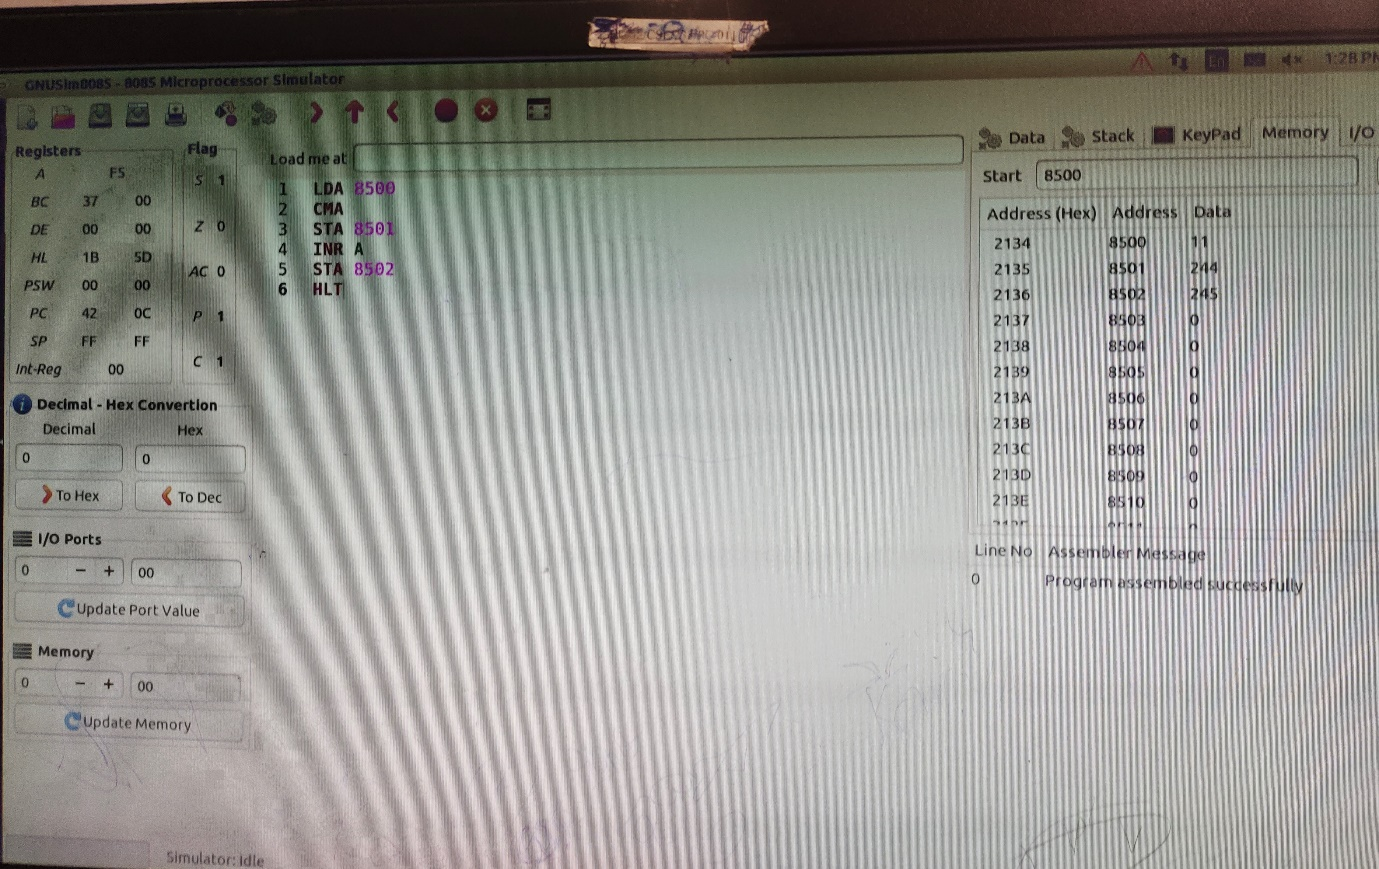 GNUSim8085 - 8085 Microprocessor Simulator
En
1:28 PM
Registers
A F5
BC 37 00
DE 00 00
HL 1B 5D
PSW 00 00
PC 42 0C
SP FF FF
Int-Reg 00
Flag
S 1
Z 0
AC 0
P 1
C 1
Decimal - Hex Convertion
Decimal Hex
0 0
To Hex To Dec
I/O Ports
0 - + 00
Update Port Value
Memory
0 - + 00
Update Memory
Load me at
1 LDA 8500
2 CMA
3 STA 8501
4 INR A
5 STA 8502
6 HLT
Data Stack KeyPad Memory I/O
Start 8500
Address (Hex) Address Data
2134 8500 11
2135 8501 244
2136 8502 245
2137 8503 0
2138 8504 0
2139 8505 0
213A 8506 0
213B 8507 0
213C 8508 0
213D 8509 0
213E 8510 0
Line No Assembler Message
0 Program assembled successfully
Simulator: Idle